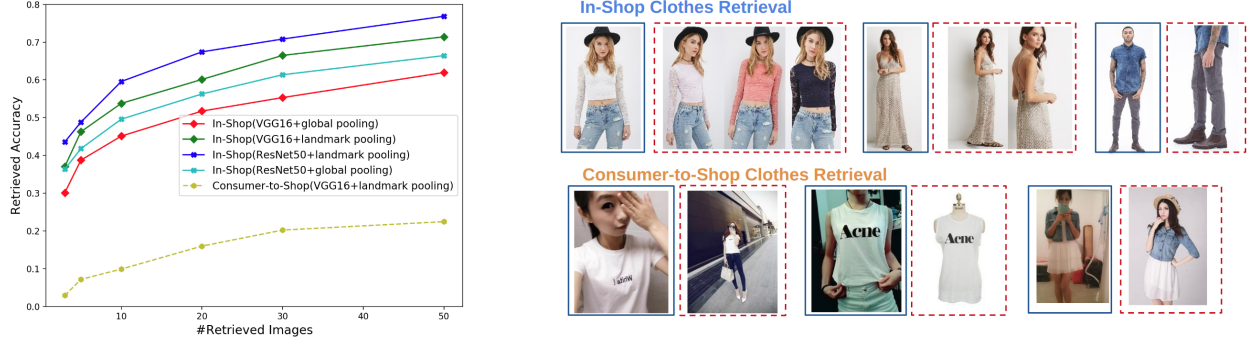 0.8
0.7
0.6
0.5
0.4
0.3
0.2
0.1
0.0
Retrieved Accuracy
In-Shop(VGG16+global pooling)
In-Shop(VGG16+landmark pooling)
In-Shop(ResNet50+landmark pooling)
In-Shop(ResNet50+global pooling)
Consumer-to-Shop(VGG16+landmark pooling)
10
20
30
40
50
#Retrieved Images
In-Shop Clothes Retrieval
Consumer-to-Shop Clothes Retrieval
Acne
Acne